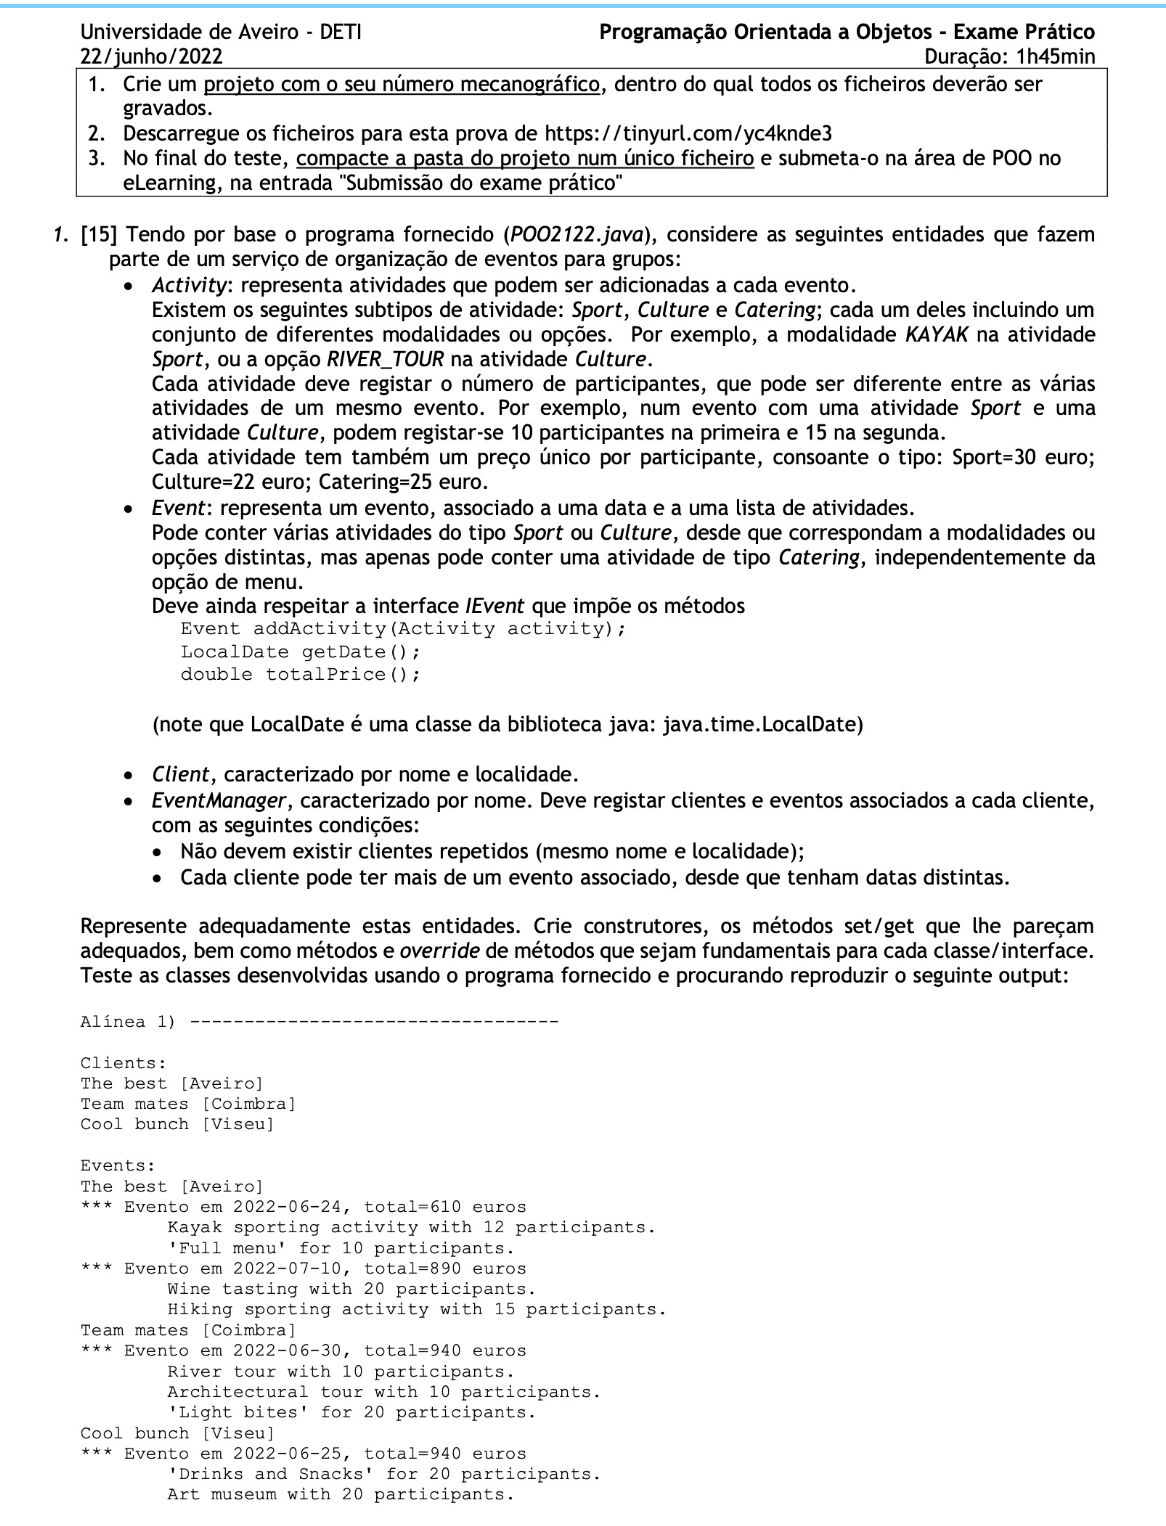 Universidade de Aveiro - DETI Programação Orientada a Objetos - Exame Prático
22/junho/2022 Duração: 1h45min
1. Crie um projeto com o seu número mecanográfico, dentro do qual todos os ficheiros deverão ser
gravados.
2. Descarregue os ficheiros para esta prova de https://tinyurl.com/yc4knde3
3. No final do teste, compacte a pasta do projeto num único ficheiro e submeta-o na área de POO no
eLearning, na entrada "Submissão do exame prático"
1. [15] Tendo por base o programa fornecido (POO2122.java), considere as seguintes entidades que fazem
parte de um serviço de organização de eventos para grupos:
• Activity: representa atividades que podem ser adicionadas a cada evento.
Existem os seguintes subtipos de atividade: Sport, Culture e Catering; cada um deles incluindo um
conjunto de diferentes modalidades ou opções. Por exemplo, a modalidade KAYAK na atividade
Sport, ou a opção RIVER_TOUR na atividade Culture.
Cada atividade deve registar o número de participantes, que pode ser diferente entre as várias
atividades de um mesmo evento. Por exemplo, num evento com uma atividade Sport e uma
atividade Culture, podem registar-se 10 participantes na primeira e 15 na segunda.
Cada atividade tem também um preço único por participante, consoante o tipo: Sport=30 euro;
Culture=22 euro; Catering=25 euro.
• Event: representa um evento, associado a uma data e a uma lista de atividades.
Pode conter várias atividades do tipo Sport ou Culture, desde que correspondam a modalidades ou
opções distintas, mas apenas pode conter uma atividade de tipo Catering, independentemente da
opção de menu.
Deve ainda respeitar a interface IEvent que impõe os métodos
Event addActivity(Activity activity);
LocalDate getDate();
double totalPrice();
(note que LocalDate é uma classe da biblioteca java: java.time.LocalDate)
• Client, caracterizado por nome e localidade.
• EventManager, caracterizado por nome. Deve registar clientes e eventos associados a cada cliente,
com as seguintes condições:
• Não devem existir clientes repetidos (mesmo nome e localidade);
• Cada cliente pode ter mais de um evento associado, desde que tenham datas distintas.
Represente adequadamente estas entidades. Crie construtores, os métodos set/get que lhe pareçam
adequados, bem como métodos e override de métodos que sejam fundamentais para cada classe/interface.
Teste as classes desenvolvidas usando o programa fornecido e procurando reproduzir o seguinte output:
Alínea 1) ----------------------------------
Clients:
The best [Aveiro]
Team mates [Coimbra]
Cool bunch [Viseu]
Events:
The best [Aveiro]
*** Evento em 2022-06-24, total=610 euros
Kayak sporting activity with 12 participants.
'Full menu' for 10 participants.
*** Evento em 2022-07-10, total=890 euros
Wine tasting with 20 participants.
Hiking sporting activity with 15 participants.
Team mates [Coimbra]
*** Evento em 2022-06-30, total=940 euros
River tour with 10 participants.
Architectural tour with 10 participants.
'Light bites' for 20 participants.
Cool bunch [Viseu]
*** Evento em 2022-06-25, total=940 euros
'Drinks and Snacks' for 20 participants.
Art museum with 20 participants.